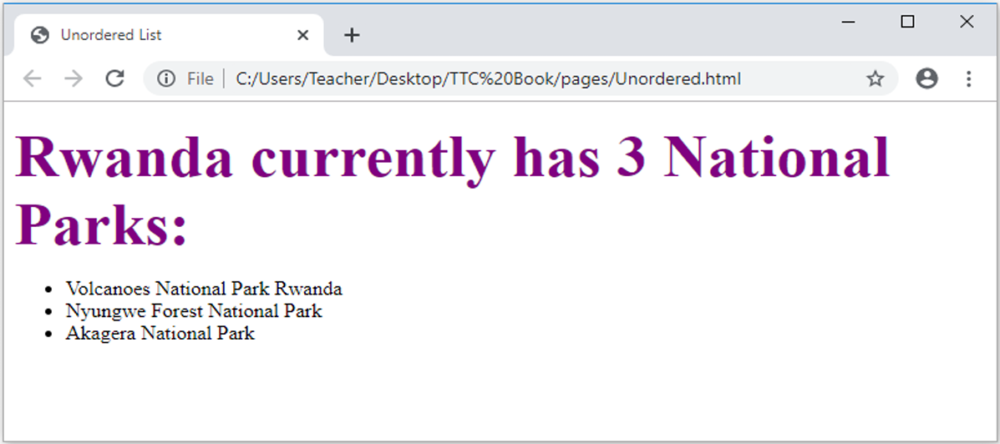 Unordered List
File
C:/Users/Teacher/Desktop/TTC%20Book/pages/Unordered.html
Rwanda currently has 3 National
Parks:
• Volcanoes National Park Rwanda
• Nyungwe Forest National Park
• Akagera National Park